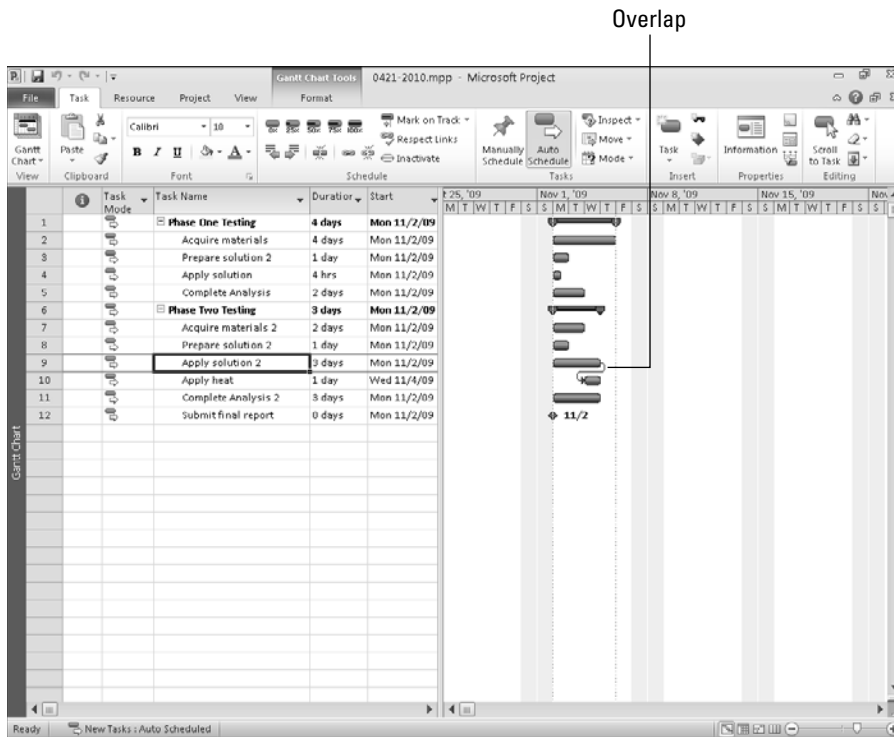 Overlap
Gantt Chart Tools 0421-2010.mpp - Microsoft Project
File Task Resource Project View Format
Calibri 10 Mark on Track Inspect
Respect Links Move
Gantt Chart Paste B I U A Inactivate Manually Schedule Auto Schedule Mode Task Information Scroll to Task
View Clipboard Font Schedule Tasks Insert Properties Editing
Task Mode Task Name Duration Start t 25, '09 Nov 1, '09 Nov 8, '09 Nov 15, '09 Nov
M T W T F S S M T W T F S S M T W T F S S M T W T F S
1 Phase One Testing 4 days Mon 11/2/09
2 Acquire materials 4 days Mon 11/2/09
3 Prepare solution 2 1 day Mon 11/2/09
4 Apply solution 4 hrs Mon 11/2/09
5 Complete Analysis 2 days Mon 11/2/09
6 Phase Two Testing 3 days Mon 11/2/09
7 Acquire materials 2 2 days Mon 11/2/09
8 Prepare solution 2 1 day Mon 11/2/09
9 Apply solution 2 3 days Mon 11/2/09
10 Apply heat 1 day Wed 11/4/09
11 Complete Analysis 2 3 days Mon 11/2/09
12 Submit final report 0 days Mon 11/2/09 11/2
Gantt Chart
Ready New Tasks : Auto Scheduled